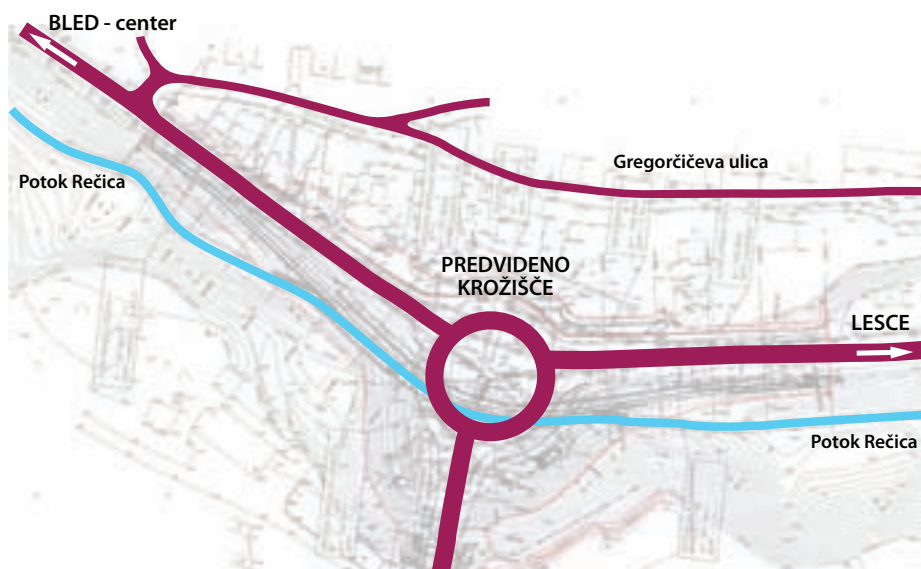 BLED - center
Gregorčičeva ulica
Potok Rečica
PREDVIDENO
KROŽIŠČE
LESCE
Potok Rečica